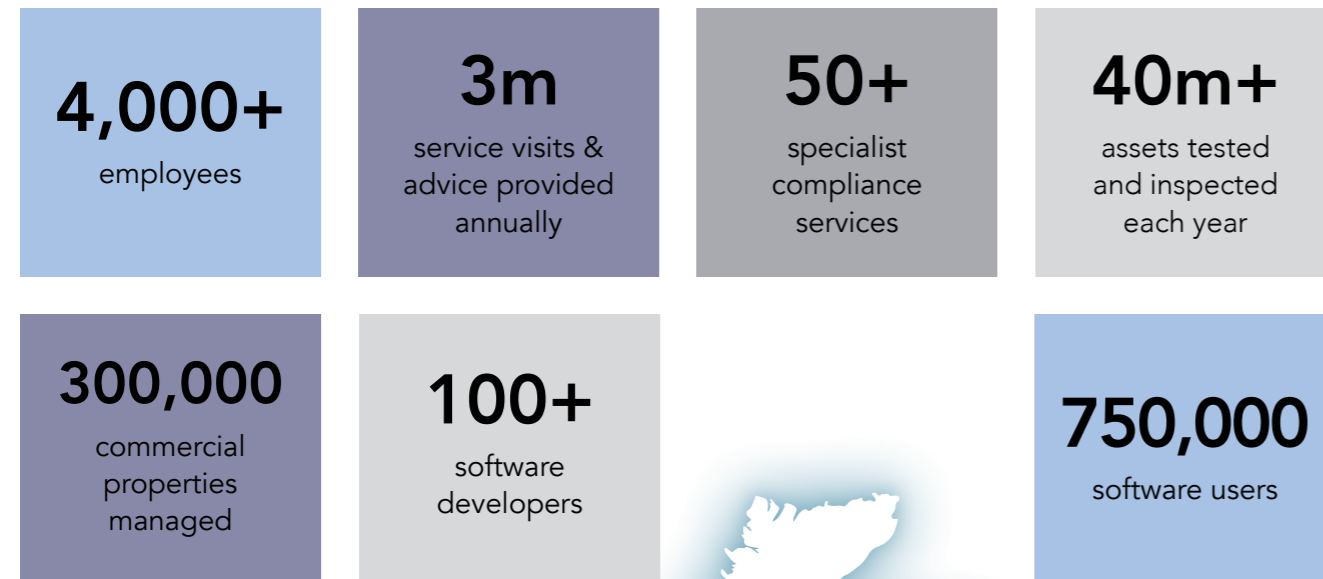 4,000+
employees
3m
service visits &
advice provided
annually
50+
specialist
compliance
services
40m+
assets tested
and inspected
each year
300,000
commercial
properties
managed
100+
software
developers
750,000
software users